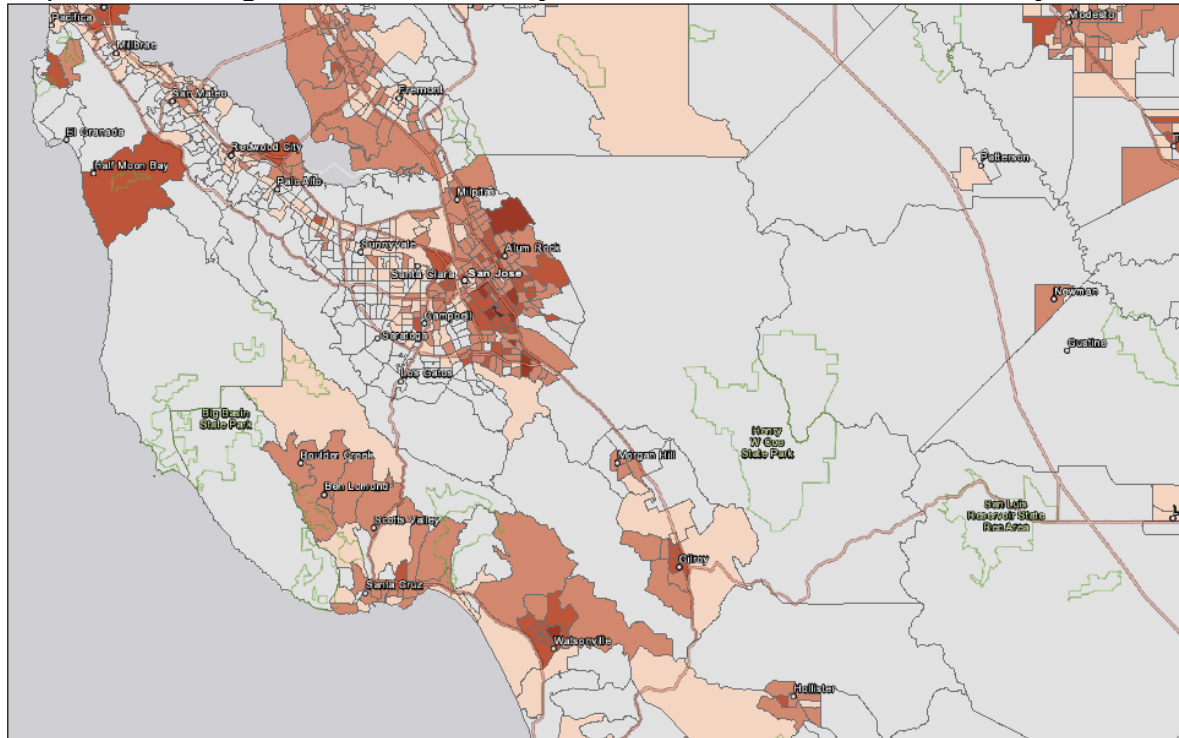 Pacifica
Millbrae
Modesto
San Mateo
Fremont
El Granada
Redwood City
Half Moon Bay
Palo Alto
Patterson
Milpitas
Sunnyvale
Alum Rock
Santa Clara
San Jose
Newman
Campbell
Saratoga
Gustine
Los Gatos
Big Basin
State Park
Henry
W Coe
State Park
Boulder Creek
Morgan Hill
Ben Lomond
San Luis
Reservoir State
Rec Area
Scotts Valley
Gilroy
Santa Cruz
Watsonville
Hollister